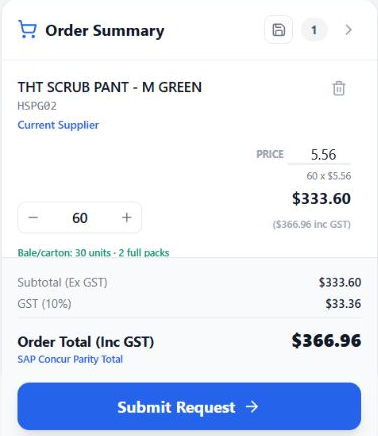 Order Summary
1
THT SCRUB PANT - M GREEN
HSPG02
Current Supplier
PRICE 5.56
60 x $5.56
$333.60
60
($366.96 inc GST)
Bale/carton: 30 units · 2 full packs
Subtotal (Ex GST) $333.60
GST (10%) $33.36
Order Total (Inc GST) $366.96
SAP Concur Parity Total
Submit Request →